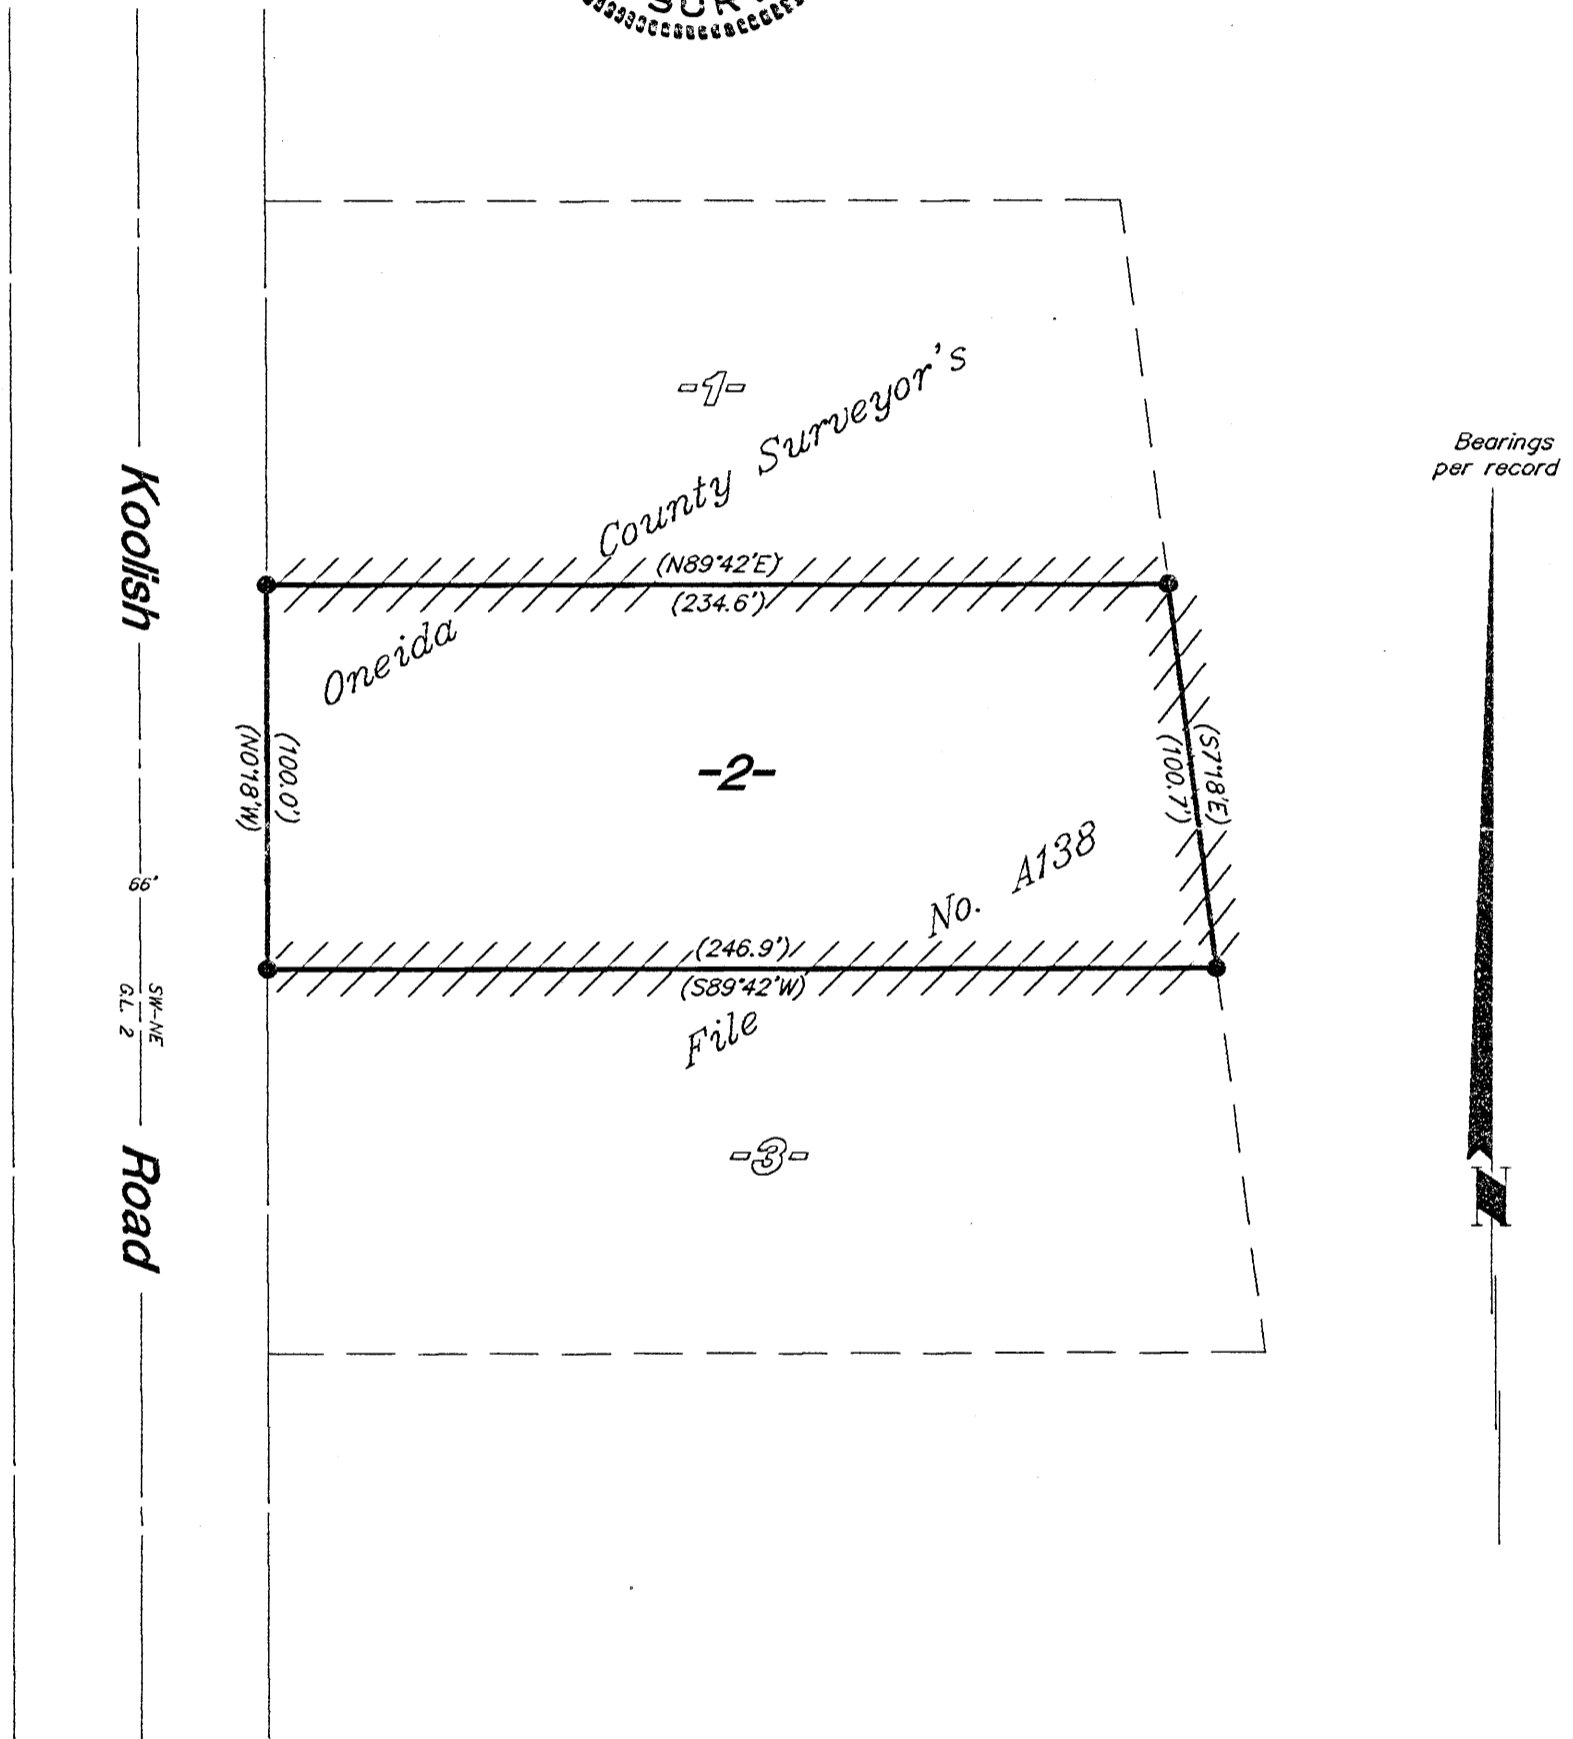 SUR
-1-
Oneida County Surveyor's
File No. A138
Bearings
per record
(N89°42'E)
(234.6')
Koolish Road
(100.0')
(N0°18'W)
-2-
(S7°18'E)
(100.7')
66'
(246.9')
(S89°42'W)
SW-NE
G.L. 2
-3-
N